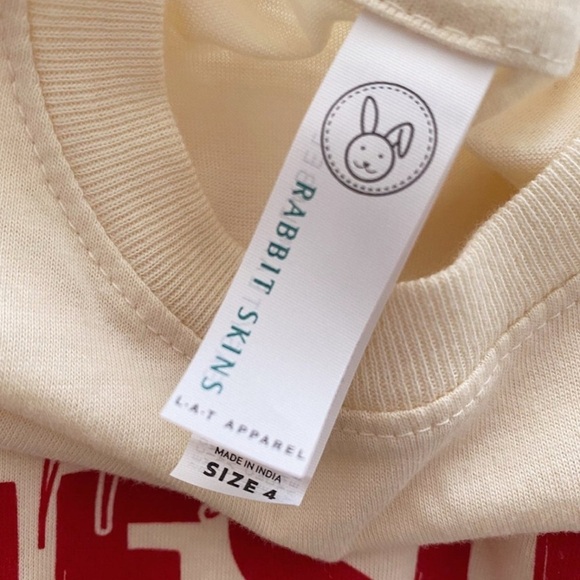 RABBIT SKINS
L·A·T APPAREL
MADE IN INDIA
SIZE 4